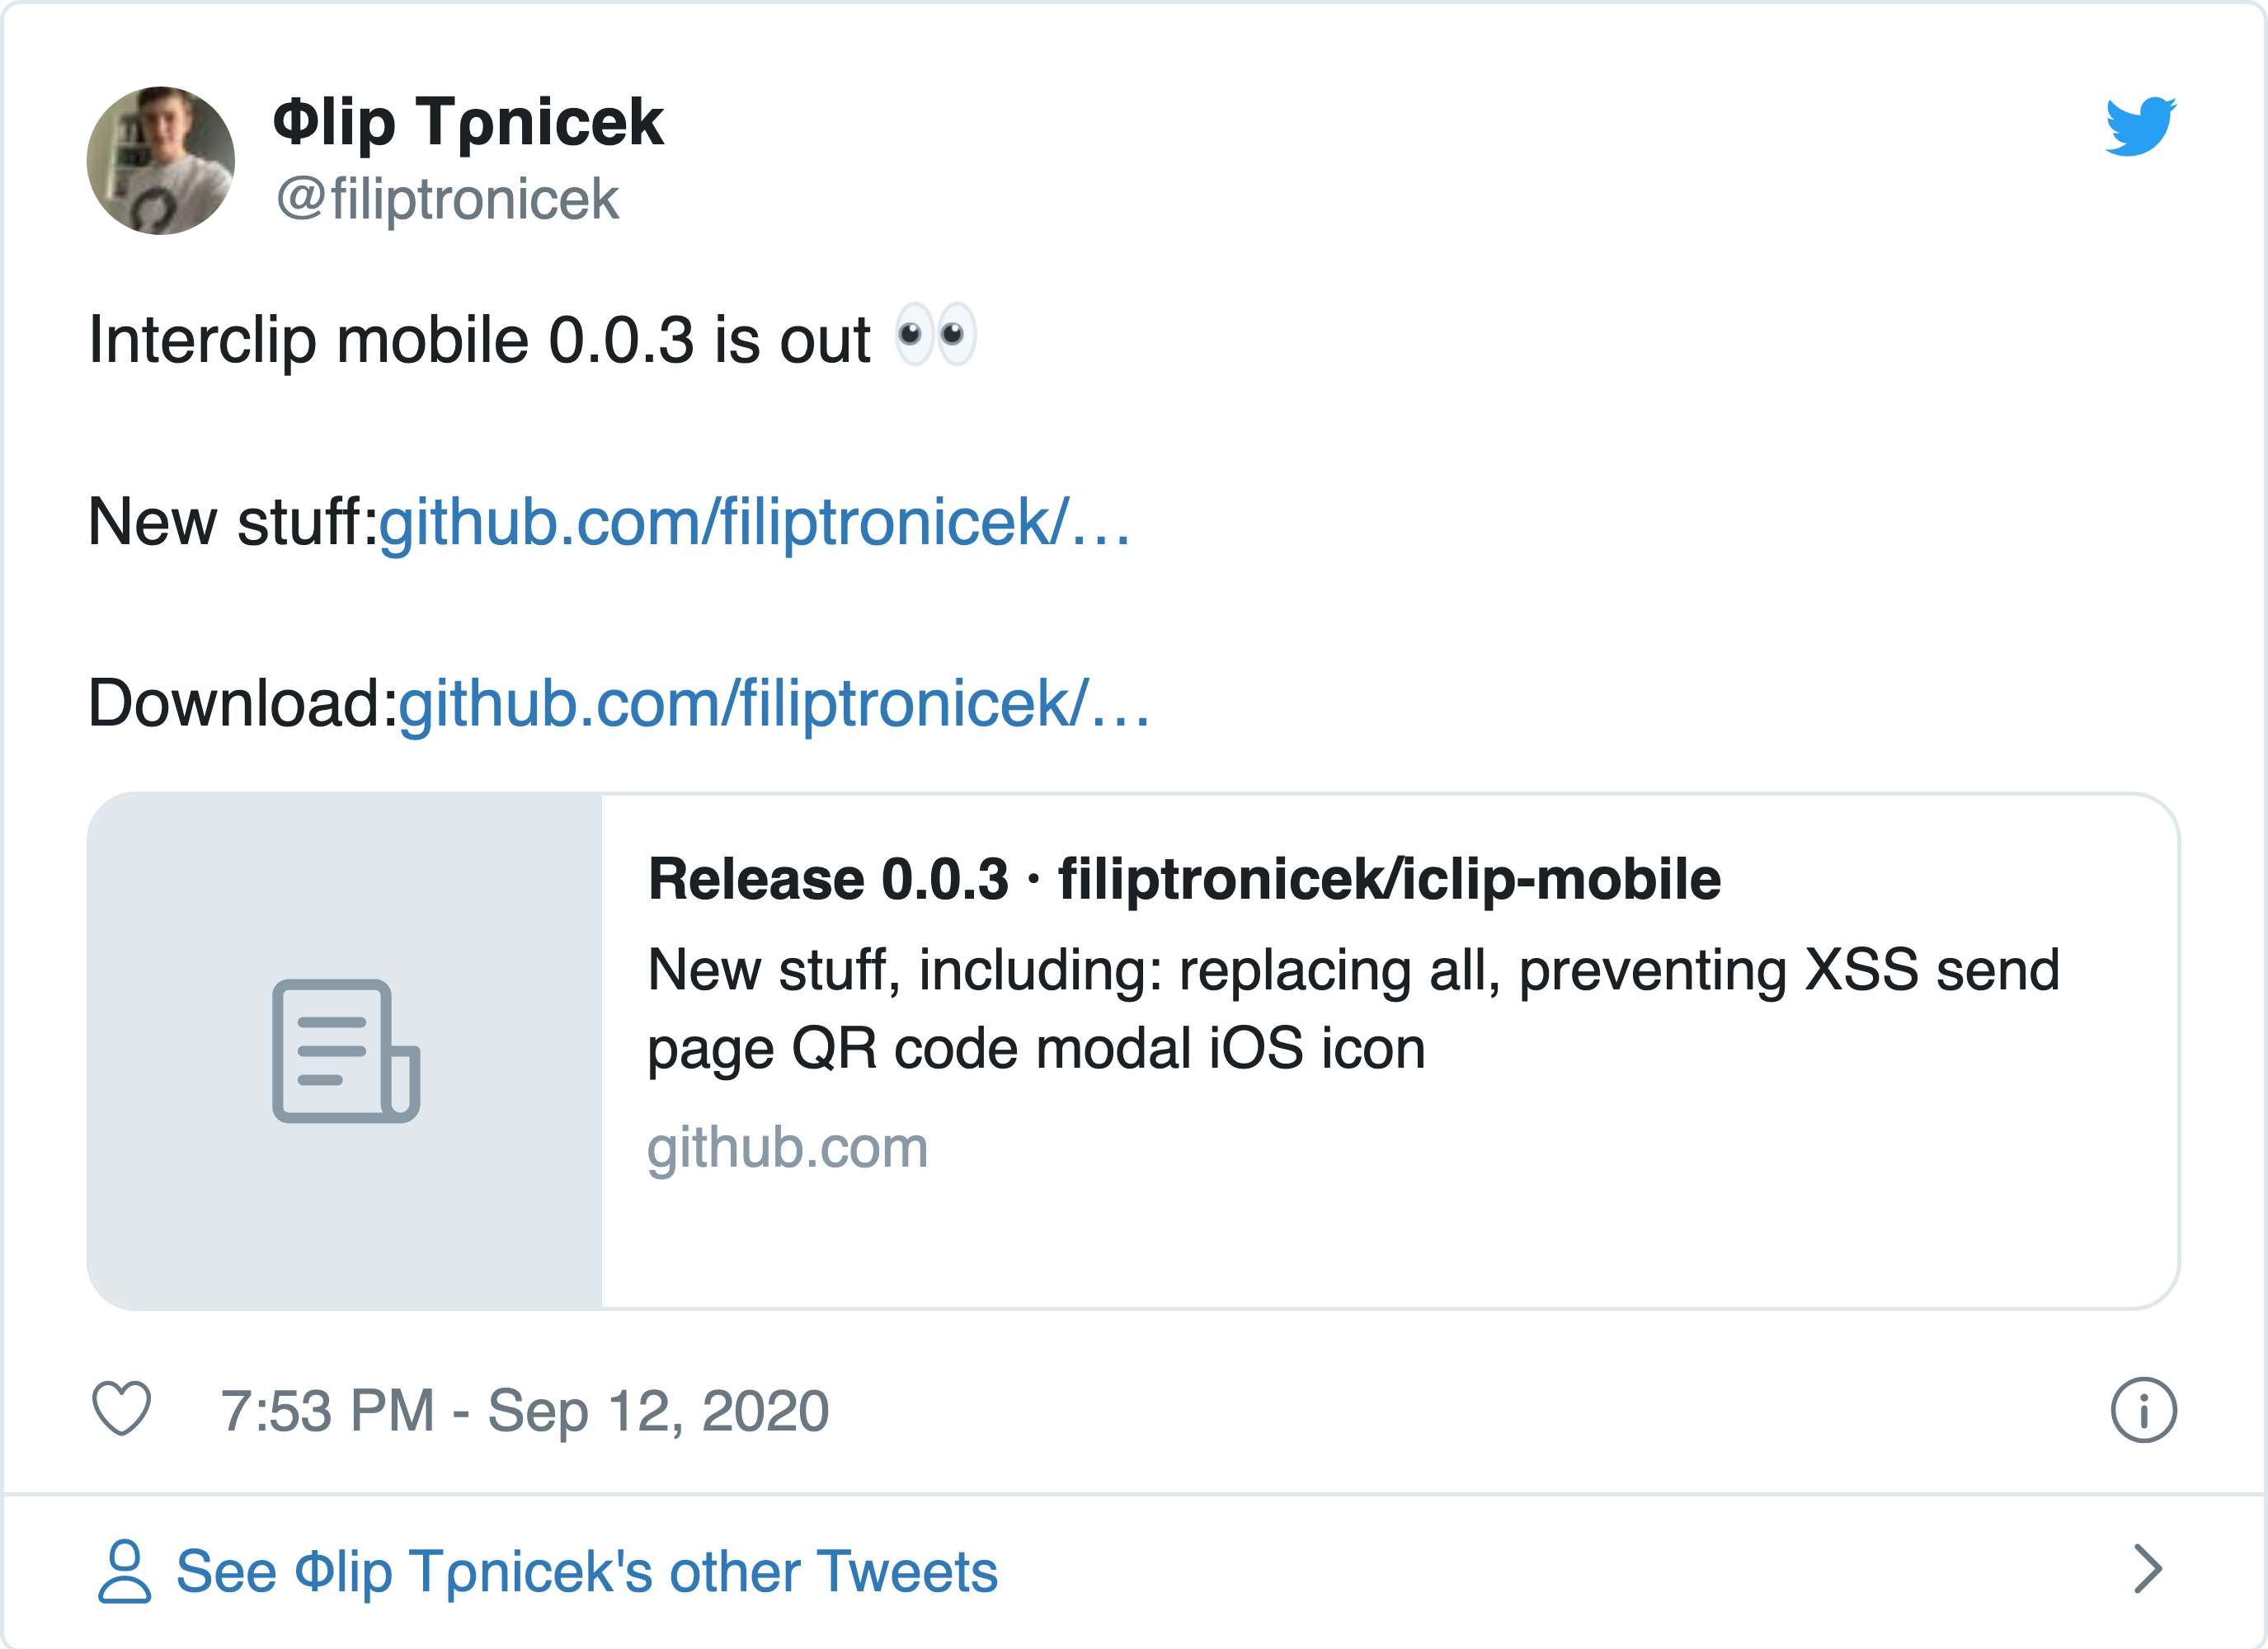 Φlip Tρnicek
@filiptronicek
Interclip mobile 0.0.3 is out 👀
New stuff:github.com/filiptronicek/…
Download:github.com/filiptronicek/…
Release 0.0.3 · filiptronicek/iclip-mobile
New stuff, including: replacing all, preventing XSS send
page QR code modal iOS icon
github.com
7:53 PM - Sep 12, 2020
See Φlip Tρnicek's other Tweets